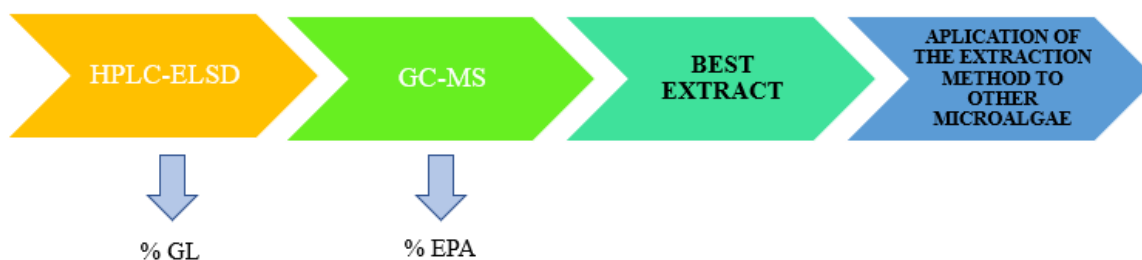 HPLC-ELSD
GC-MS
BEST
EXTRACT
APLICATION OF
THE EXTRACTION
METHOD TO
OTHER
MICROALGAE
% GL
% EPA